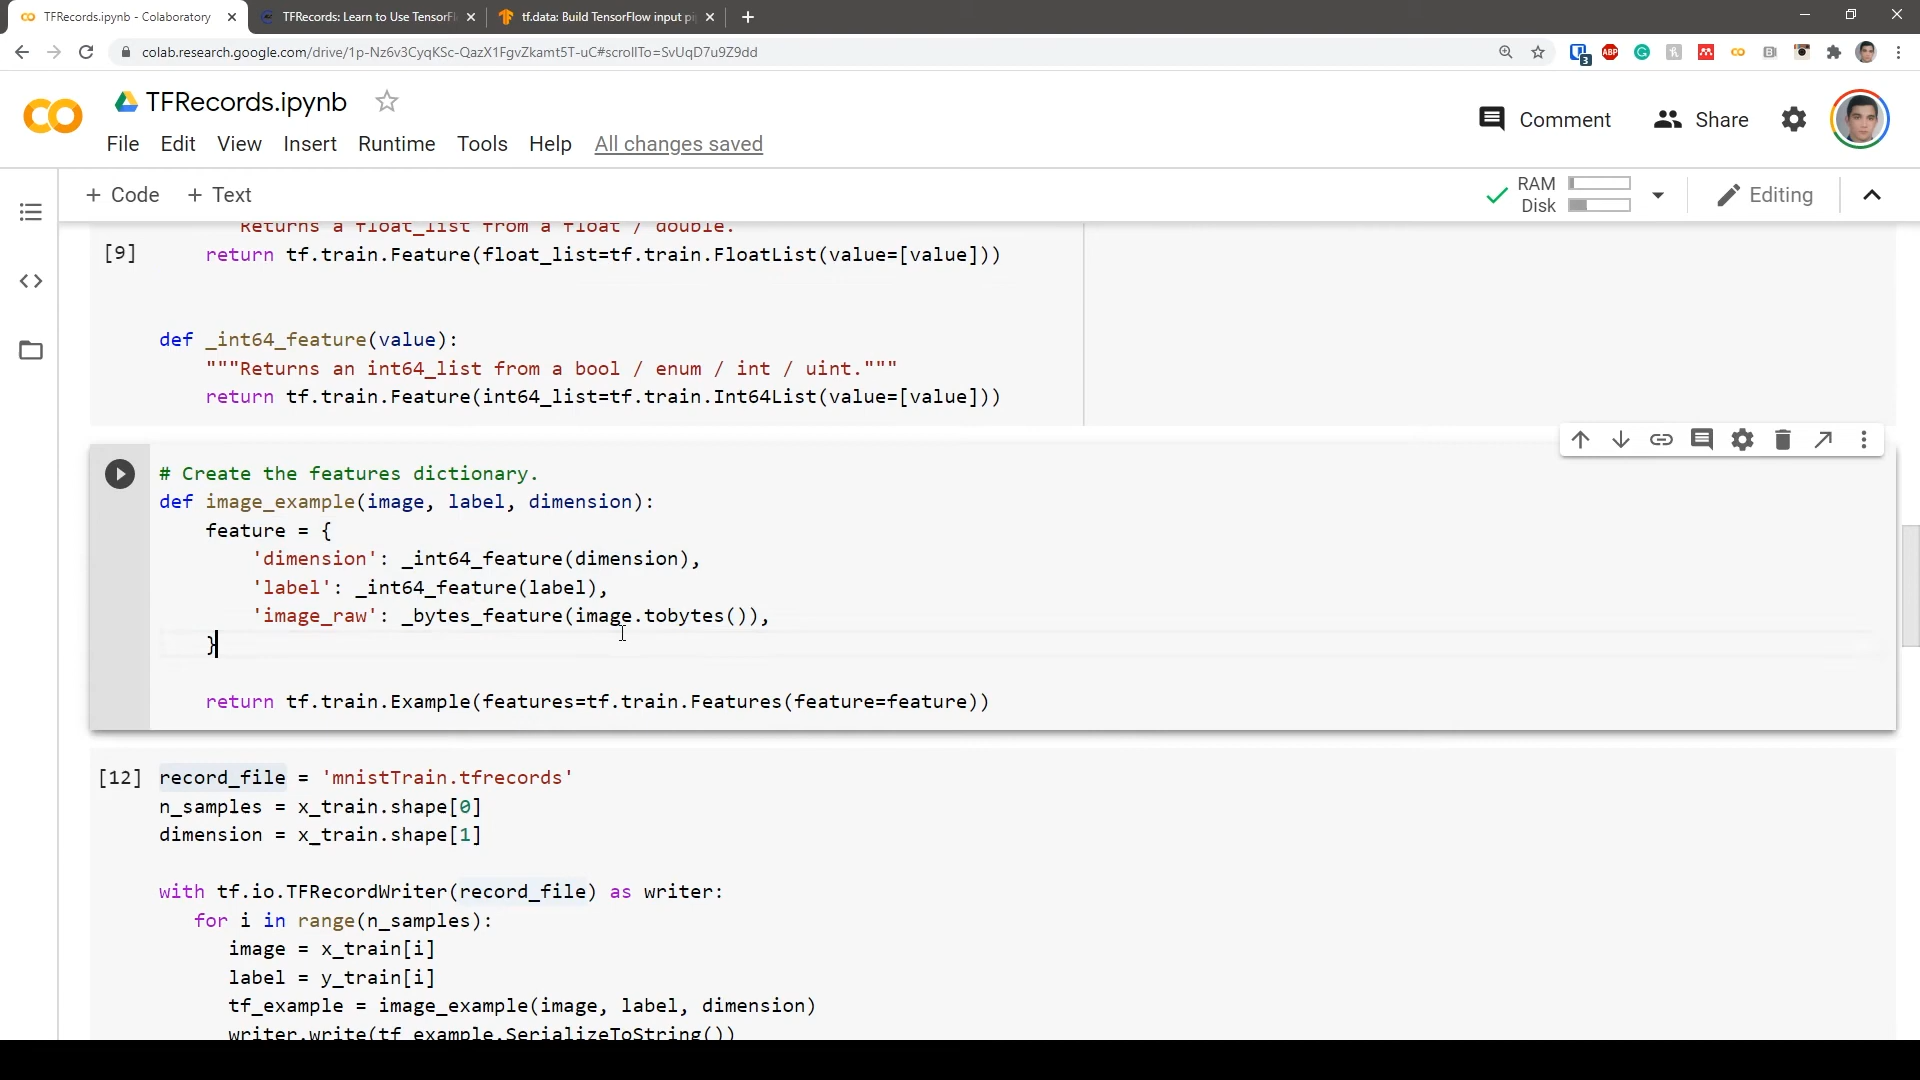 TFRecords.ipynb - Colaboratory
TFRecords: Learn to Use TensorFl
tf.data: Build TensorFlow input pi
colab.research.google.com/drive/1p-Nz6v3CyqKSc-QazX1FgvZkamt5T-uC#scrollTo=SvUqD7u9Z9dd
3
ABP
TFRecords.ipynb
Comment
Share
File Edit View Insert Runtime Tools Help All changes saved
+ Code + Text
RAM
Disk
Editing
Returns a float_list from a float / double.
[9] return tf.train.Feature(float_list=tf.train.FloatList(value=[value]))
def _int64_feature(value):
"""Returns an int64_list from a bool / enum / int / uint."""
return tf.train.Feature(int64_list=tf.train.Int64List(value=[value]))
# Create the features dictionary.
def image_example(image, label, dimension):
feature = {
'dimension': _int64_feature(dimension),
'label': _int64_feature(label),
'image_raw': _bytes_feature(image.tobytes()),
}
return tf.train.Example(features=tf.train.Features(feature=feature))
[12] record_file = 'mnistTrain.tfrecords'
n_samples = x_train.shape[0]
dimension = x_train.shape[1]
with tf.io.TFRecordWriter(record_file) as writer:
for i in range(n_samples):
image = x_train[i]
label = y_train[i]
tf_example = image_example(image, label, dimension)
writer.write(tf_example.SerializeToString())